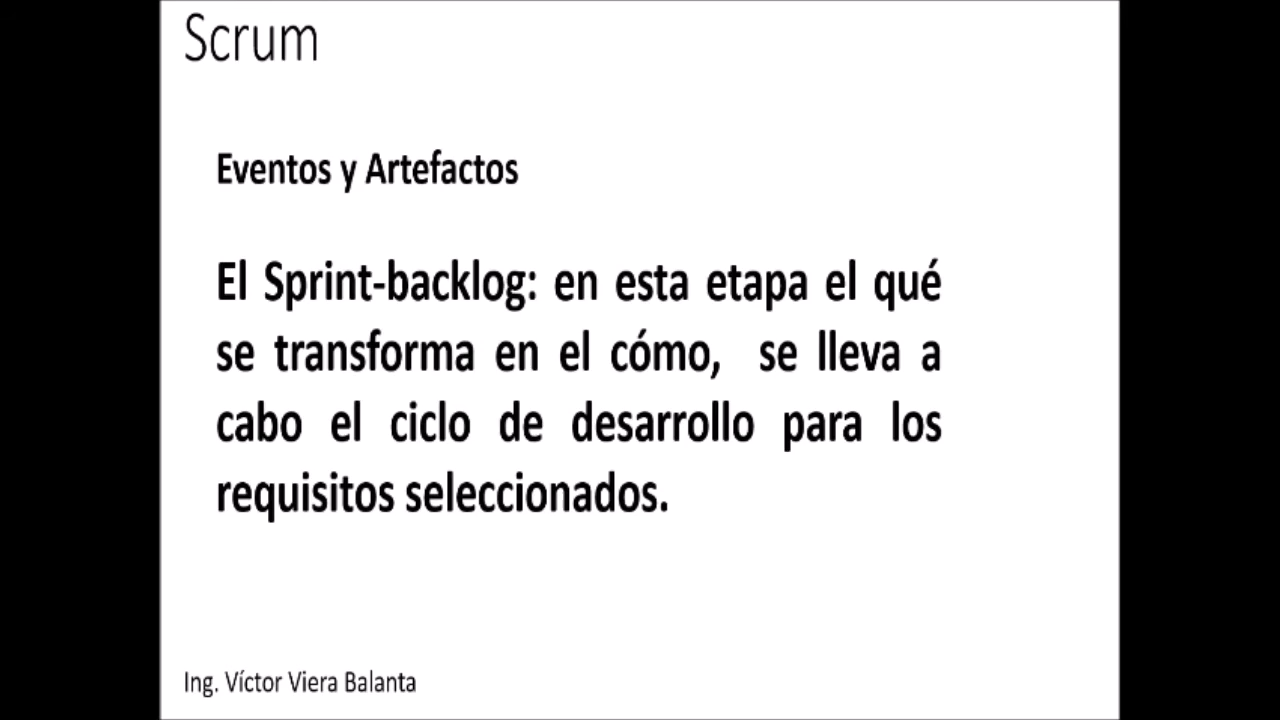 Scrum
Eventos y Artefactos
El Sprint-backlog: en esta etapa el qué
se transforma en el cómo, se lleva a
cabo el ciclo de desarrollo para los
requisitos seleccionados.
Ing. Víctor Viera Balanta